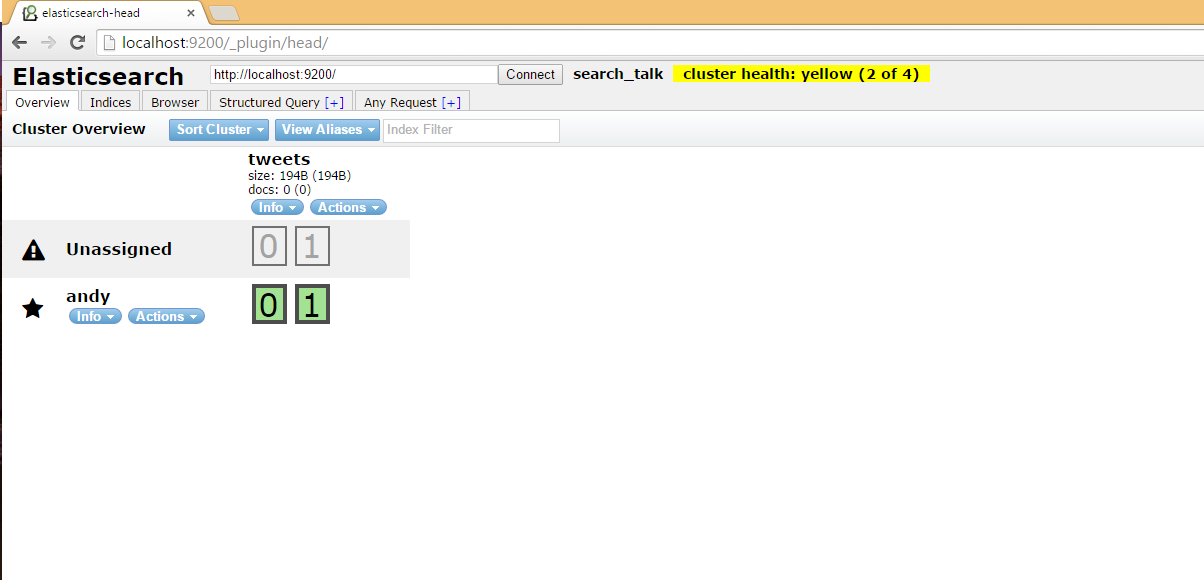 elasticsearch-head
localhost:9200/_plugin/head/
Elasticsearch http://localhost:9200/ Connect search_talk cluster health: yellow (2 of 4)
Overview Indices Browser Structured Query [+] Any Request [+]
Cluster Overview Sort Cluster View Aliases Index Filter
tweets
size: 194B (194B)
docs: 0 (0)
Info Actions
Unassigned 0 1
andy 0 1
Info Actions